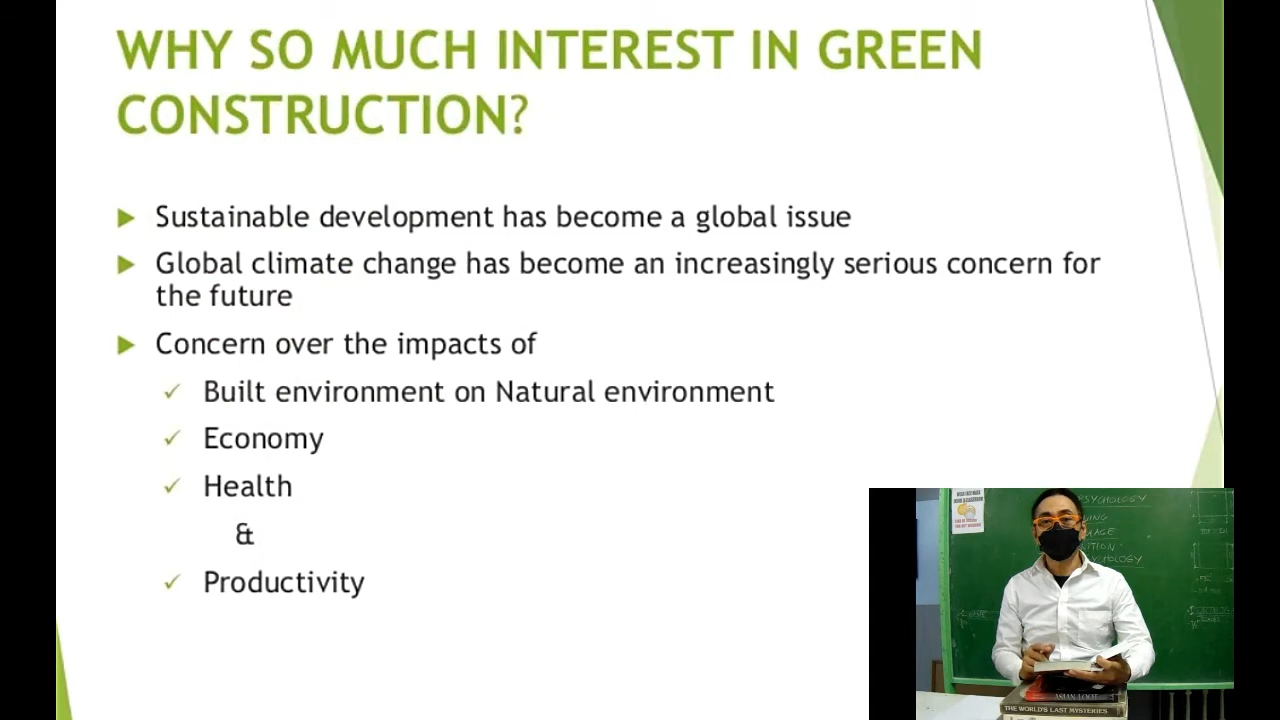 WHY SO MUCH INTEREST IN GREEN
CONSTRUCTION?
Sustainable development has become a global issue
Global climate change has become an increasingly serious concern for
the future
Concern over the impacts of
Built environment on Natural environment
Economy
Health
&
Productivity
PSYCHOLOGY
ASIAN LOOT
THE WORLD'S LAST MYSTERIES